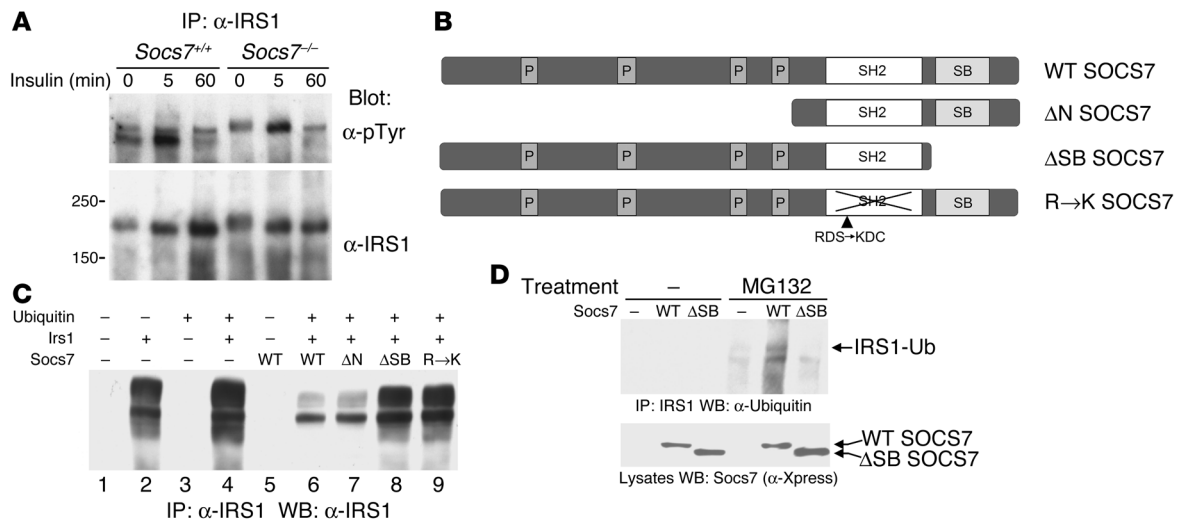 A
IP: α-IRS1
Socs7+/+ Socs7–/–
Insulin (min) 0 5 60 0 5 60
Blot:
α-pTyr
250-
α-IRS1
150-
B
P P P P SH2 SB WT SOCS7
SH2 SB ΔN SOCS7
P P P P SH2 ΔSB SOCS7
P P P P SH2 SB R→K SOCS7
RDS→KDC
C
Ubiquitin – – + + – + + + +
Irs1 – + – + – + + + +
Socs7 – – – – WT WT ΔN ΔSB R→K
1 2 3 4 5 6 7 8 9
IP: α-IRS1 WB: α-IRS1
D
Treatment – MG132
Socs7 – WT ΔSB – WT ΔSB
IRS1-Ub
IP: IRS1 WB: α-Ubiquitin
WT SOCS7
ΔSB SOCS7
Lysates WB: Socs7 (α-Xpress)